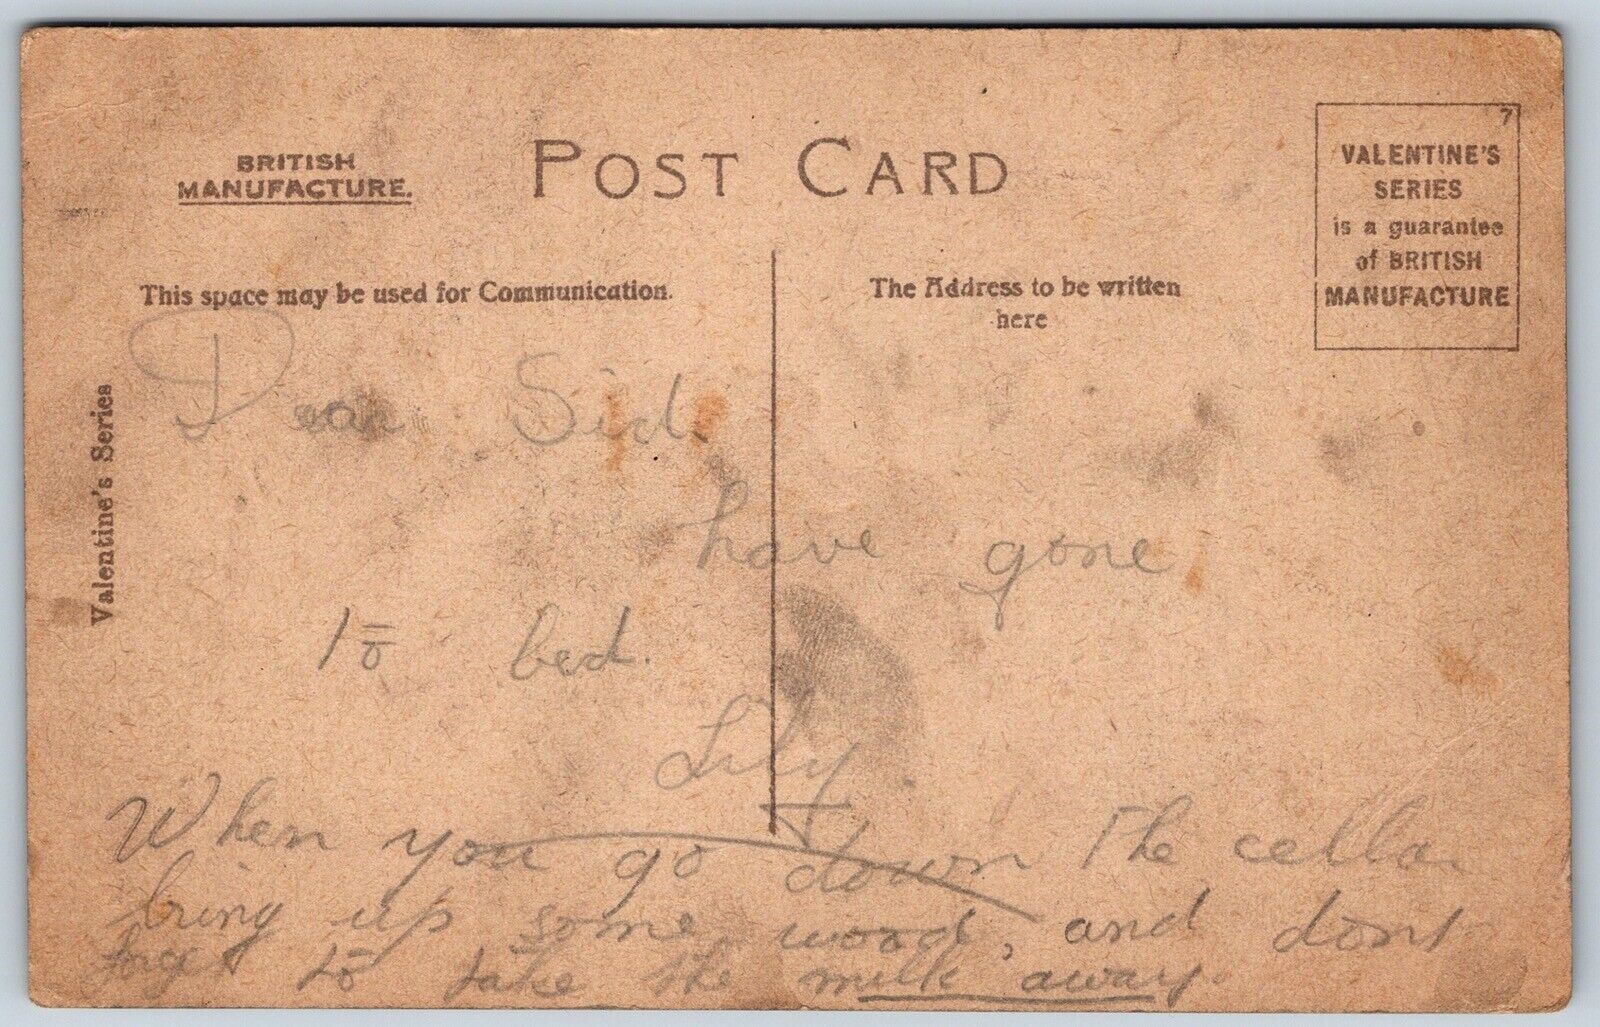 BRITISH
MANUFACTURE.
POST CARD
7
VALENTINE'S
SERIES
is a guarantee
of BRITISH
MANUFACTURE
This space may be used for Communication.
The Address to be written
here
Valentine's Series
Dear Sid.
have gone
to bed.
Lily.
When you go down the cella
bring up some wood, and dont
forget to take the milk away.